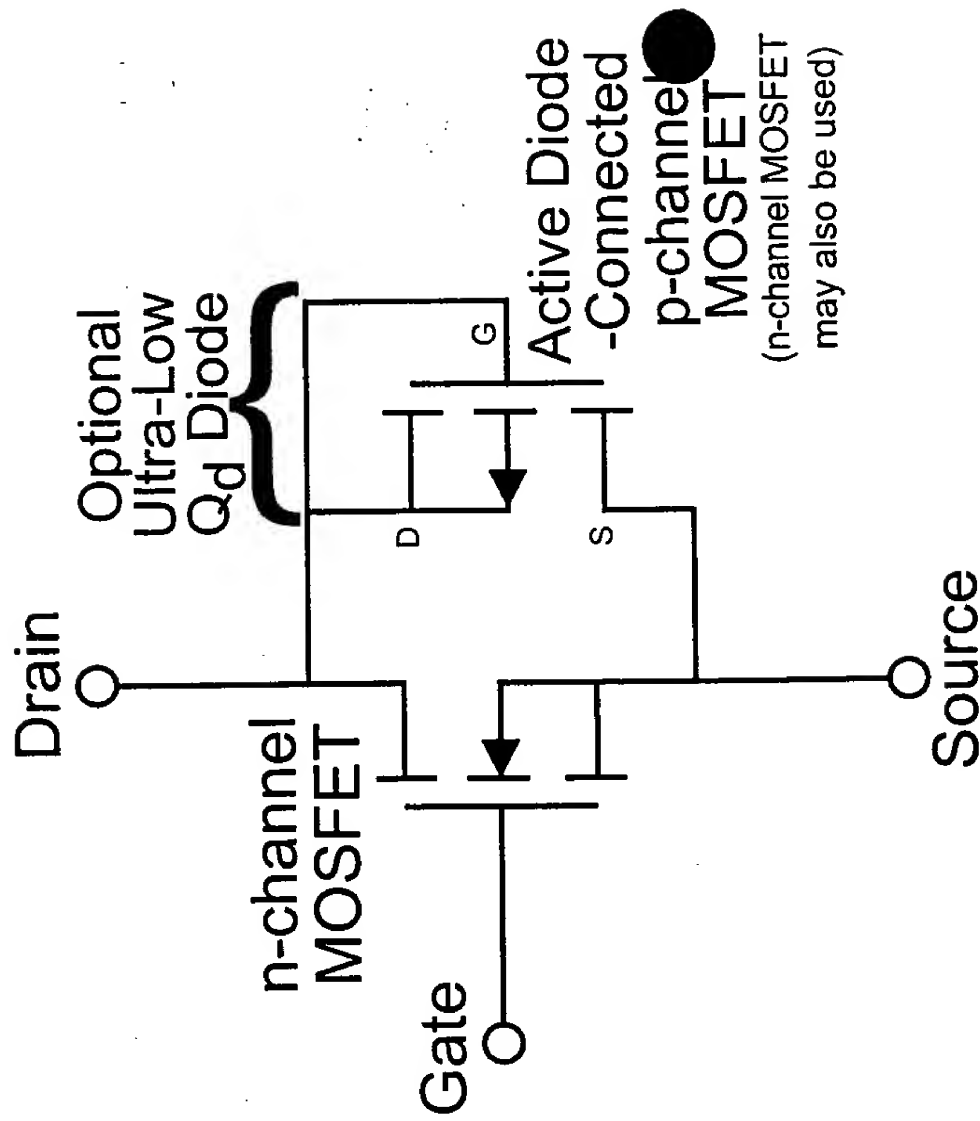 Drain
Optional
Ultra-Low
Qd Diode
n-channel
MOSFET
Gate
D
G
S
Active Diode
-Connected
p-channel
MOSFET
(n-channel MOSFET
may also be used)
Source